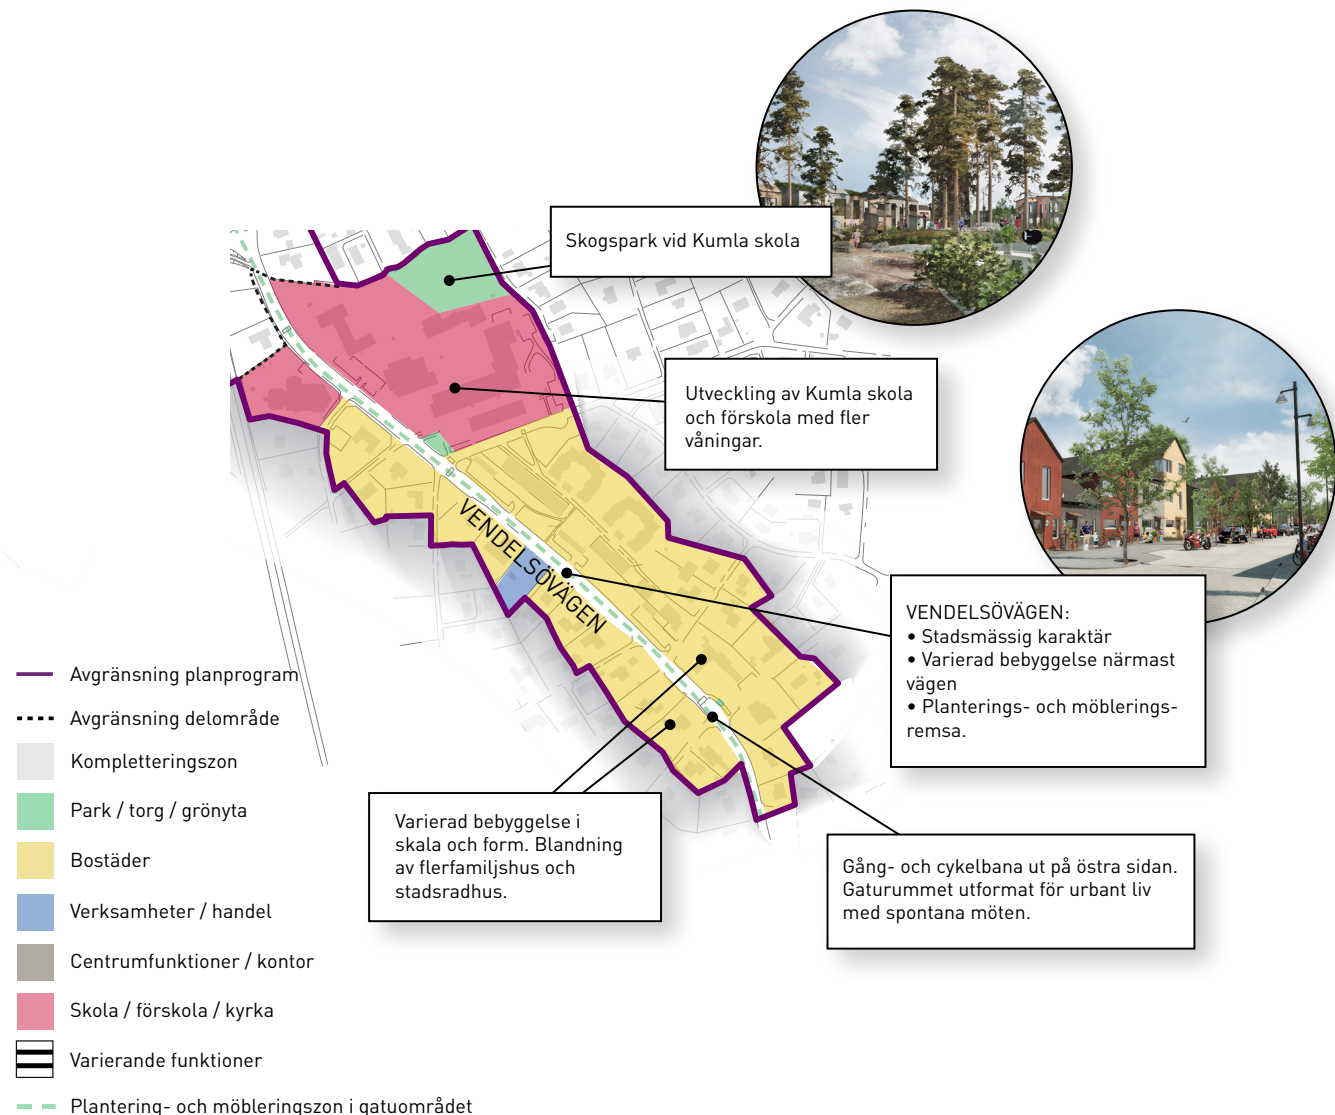 Skogspark vid Kumla skola
Utveckling av Kumla skola
och förskola med fler
våningar.
VENDELSÖVÄGEN
VENDELSÖVÄGEN:
• Stadsmässig karaktär
• Varierad bebyggelse närmast
vägen
• Planterings- och möblerings-
remsa.
Varierad bebyggelse i
skala och form. Blandning
av flerfamiljshus och
stadsradhus.
Gång- och cykelbana ut på östra sidan.
Gaturummet utformat för urbant liv
med spontana möten.
Avgränsning planprogram
Avgränsning delområde
Kompletteringszon
Park / torg / grönyta
Bostäder
Verksamheter / handel
Centrumfunktioner / kontor
Skola / förskola / kyrka
Varierande funktioner
Plantering- och möbleringszon i gatuområdet